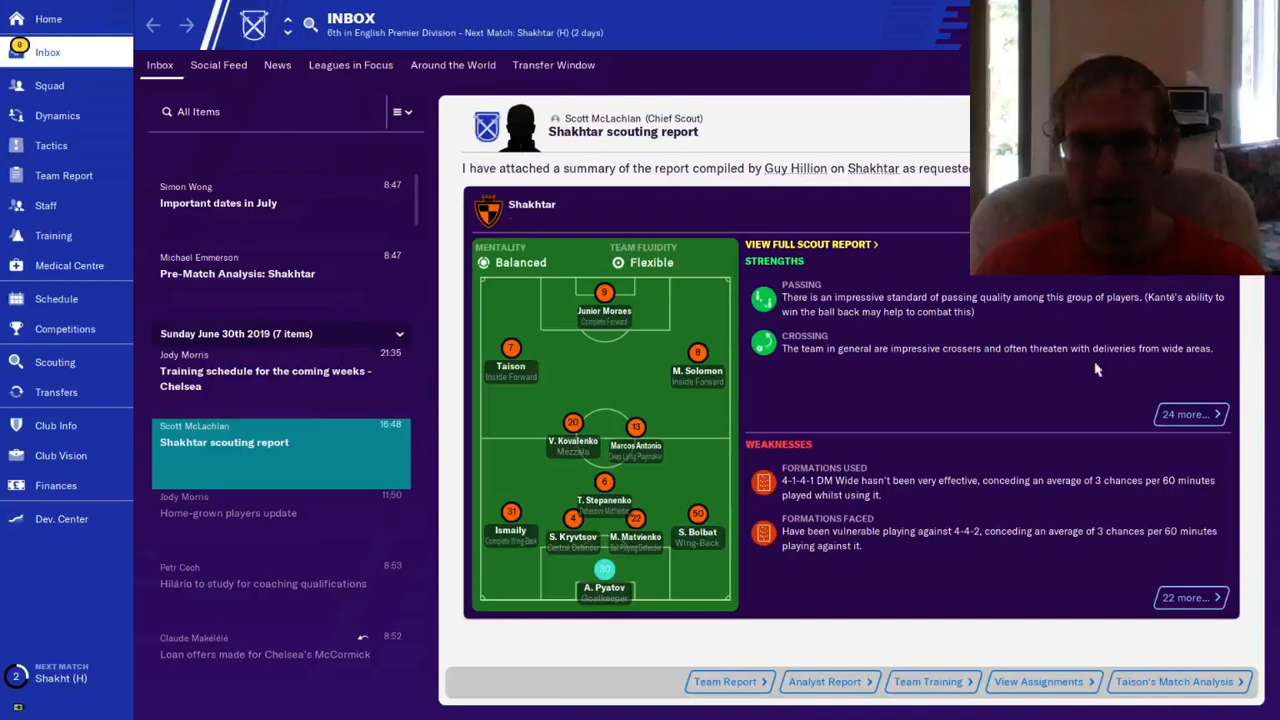 Home
INBOX
6th in English Premier Division - Next Match: Shakhtar (H) (2 days)
8
Inbox
Squad
Dynamics
Tactics
Team Report
Staff
Training
Medical Centre
Schedule
Competitions
Scouting
Transfers
Club Info
Club Vision
Finances
Dev. Center
2
NEXT MATCH
Shakht (H)
Inbox Social Feed News Leagues in Focus Around the World Transfer Window
All Items
Simon Wong 8:47
Important dates in July
Michael Emmerson 8:47
Pre-Match Analysis: Shakhtar
Sunday June 30th 2019 (7 items)
Jody Morris 21:35
Training schedule for the coming weeks -
Chelsea
Scott McLachlan 16:48
Shakhtar scouting report
Jody Morris 11:50
Home-grown players update
Petr Cech 8:53
Hilário to study for coaching qualifications
Claude Makélélé 8:52
Loan offers made for Chelsea's McCormick
Scott McLachlan (Chief Scout)
Shakhtar scouting report
I have attached a summary of the report compiled by Guy Hillion on Shakhtar as requested
Shakhtar
-
MENTALITY TEAM FLUIDITY
Balanced Flexible
9
Junior Moraes
Complete Forward
7
Taison
Inside Forward
8
M. Solomon
Inside Forward
20
V. Kovalenko
Mezzala
13
Marcos Antonio
Deep Lying Playmaker
6
T. Stepanenko
Defensive Midfielder
31
Ismaily
Complete Wing-Back
4
S. Kryvtsov
Central Defender
22
M. Matvienko
Ball Playing Defender
50
S. Bolbat
Wing-Back
30
A. Pyatov
Goalkeeper
VIEW FULL SCOUT REPORT >
STRENGTHS
PASSING
There is an impressive standard of passing quality among this group of players. (Kanté's ability to
win the ball back may help to combat this)
CROSSING
The team in general are impressive crossers and often threaten with deliveries from wide areas.
24 more... >
WEAKNESSES
FORMATIONS USED
4-1-4-1 DM Wide hasn't been very effective, conceding an average of 3 chances per 60 minutes
played whilst using it.
FORMATIONS FACED
Have been vulnerable playing against 4-4-2, conceding an average of 3 chances per 60 minutes
playing against it.
22 more... >
Team Report > Analyst Report > Team Training > View Assignments > Taison's Match Analysis >